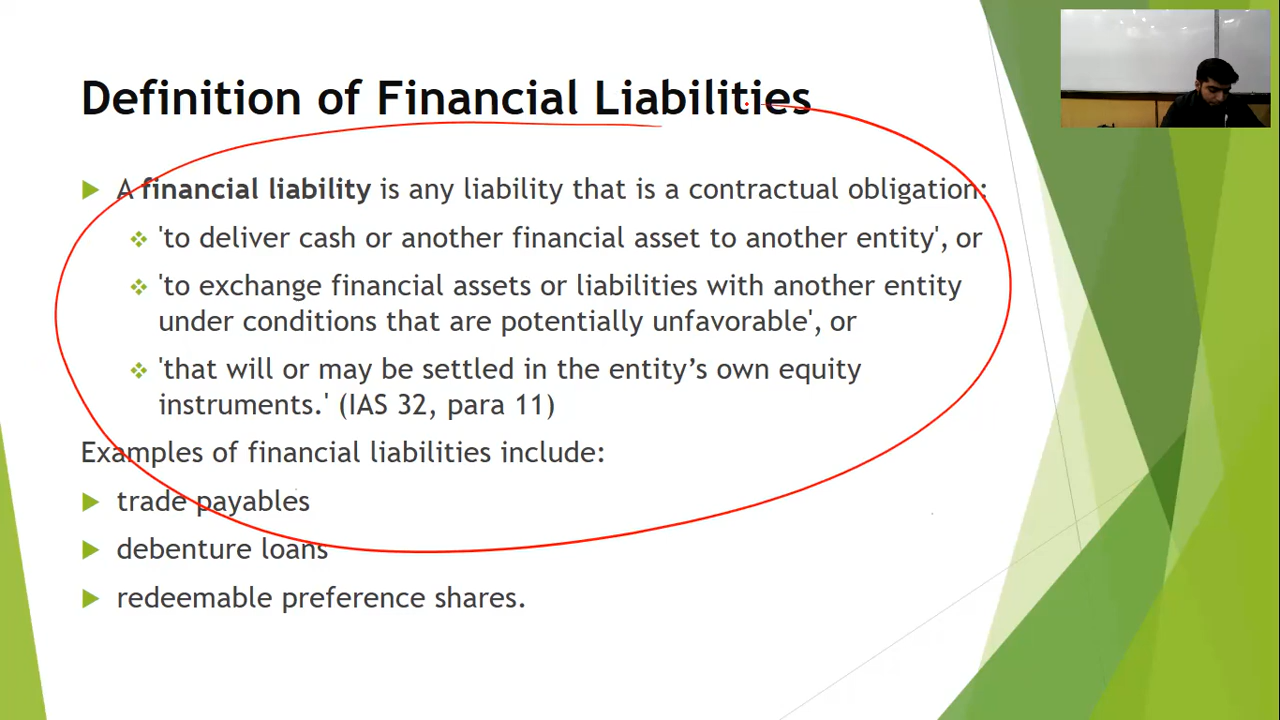 Definition of Financial Liabilities
A financial liability is any liability that is a contractual obligation:
'to deliver cash or another financial asset to another entity', or
'to exchange financial assets or liabilities with another entity
under conditions that are potentially unfavorable', or
'that will or may be settled in the entity’s own equity
instruments.' (IAS 32, para 11)
Examples of financial liabilities include:
trade payables
debenture loans
redeemable preference shares.